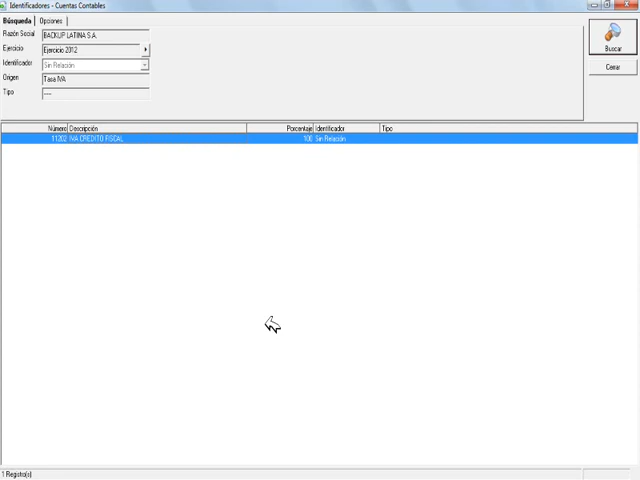 Identificadores - Cuentas Contables
Búsqueda Opciones
Razón Social BACKUP LATINA S.A.
Ejercicio Ejercicio 2012
Identificador Sin Relación
Origen Tasa IVA
Tipo ----
Buscar
Cerrar
Número Descripción Porcentaje Identificador Tipo
11202 IVA CREDITO FISCAL 100 Sin Relación
1 Registro(s)